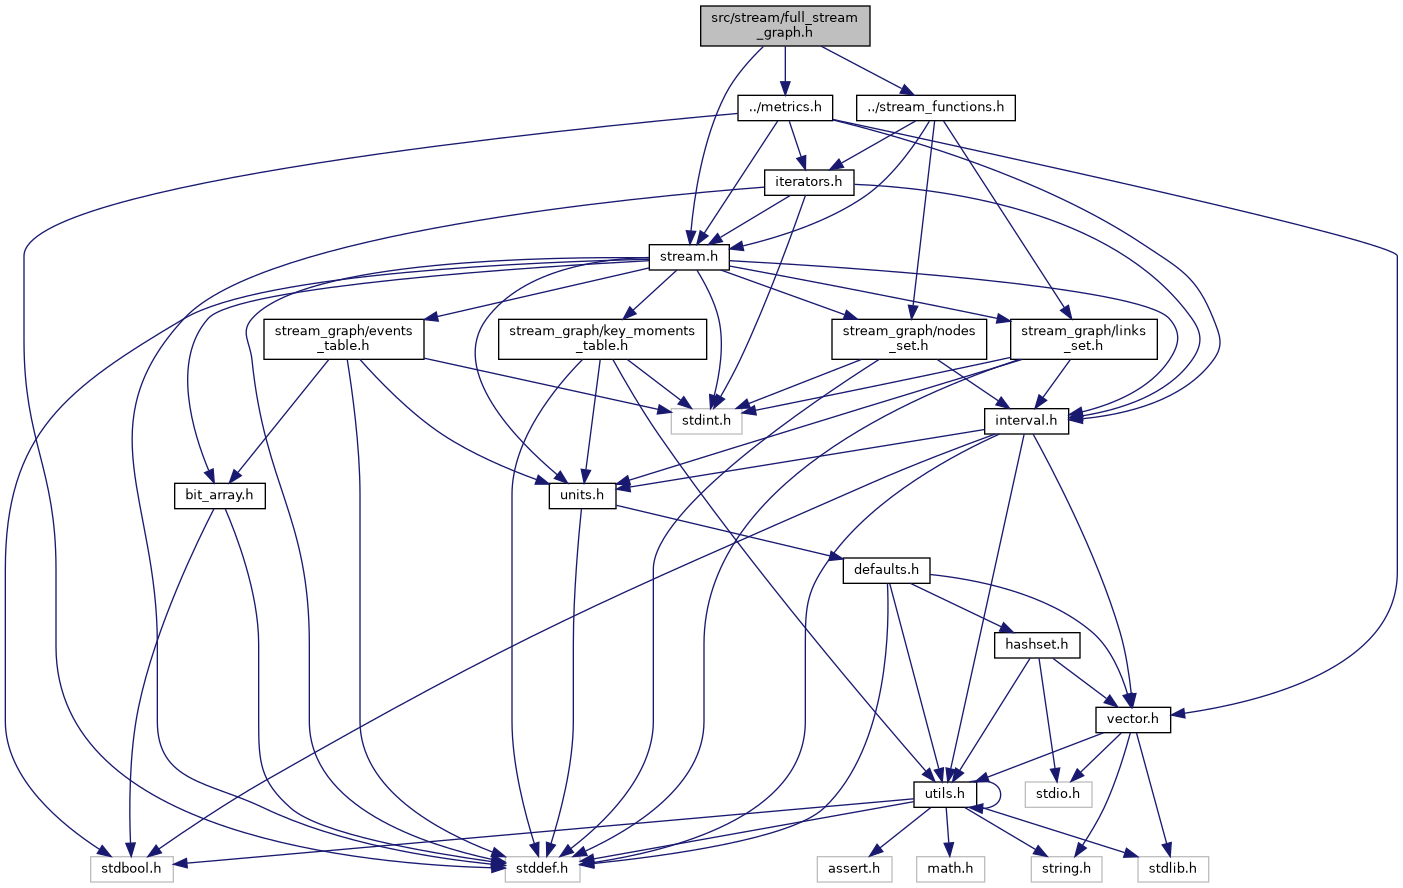 src/stream/full_stream
_graph.h
../metrics.h
../stream_functions.h
iterators.h
stream.h
stream_graph/events
_table.h
stream_graph/key_moments
_table.h
stream_graph/nodes
_set.h
stream_graph/links
_set.h
stdint.h
interval.h
bit_array.h
units.h
defaults.h
hashset.h
vector.h
utils.h
stdio.h
stdbool.h
stddef.h
assert.h
math.h
string.h
stdlib.h